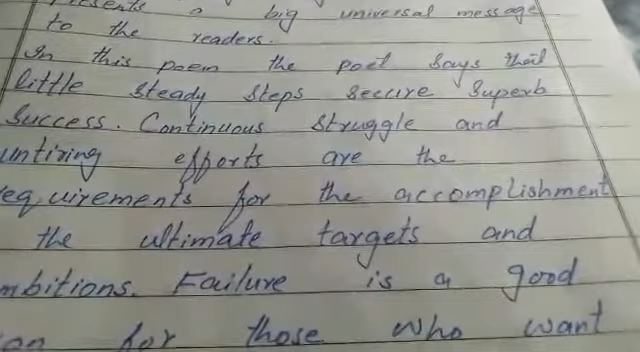 presents a big universal message
to the readers.
In this poem the poet says that
little steady steps secure superb
success. Continuous struggle and
untiring efforts are the
requirements for the accomplishment
the ultimate targets and
mbitions. Failure is a good
for those who want